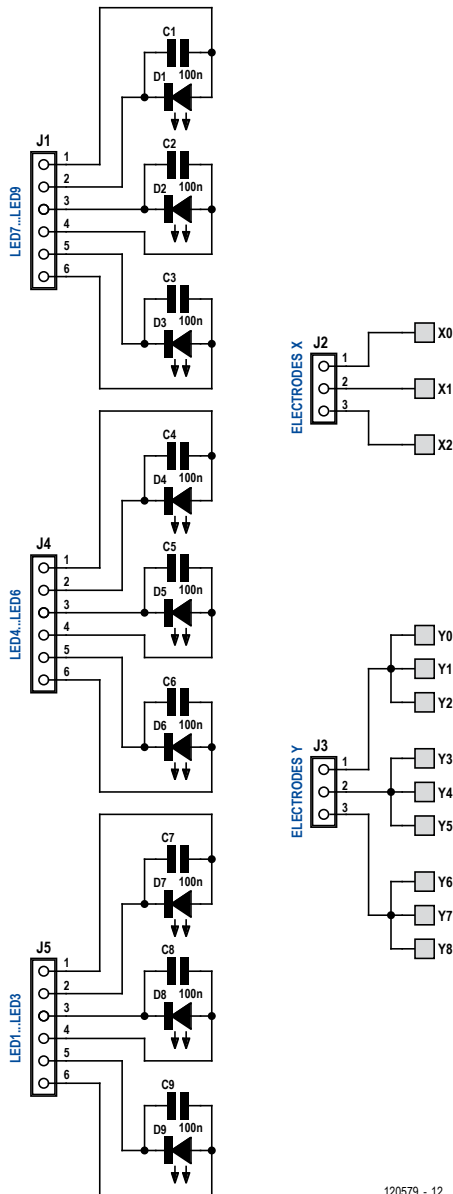 C1
D1
100n
J1
LED7...LED9
1
2
3
4
5
6
C2
D2
100n
C3
D3
100n
J4
LED4...LED6
1
2
3
4
5
6
C4
D4
100n
C5
D5
100n
C6
D6
100n
J5
LED1...LED3
1
2
3
4
5
6
C7
D7
100n
C8
D8
100n
C9
D9
100n
J2
ELECTRODES X
1
2
3
X0
X1
X2
J3
ELECTRODES Y
1
2
3
Y0
Y1
Y2
Y3
Y4
Y5
Y6
Y7
Y8
120579 - 12